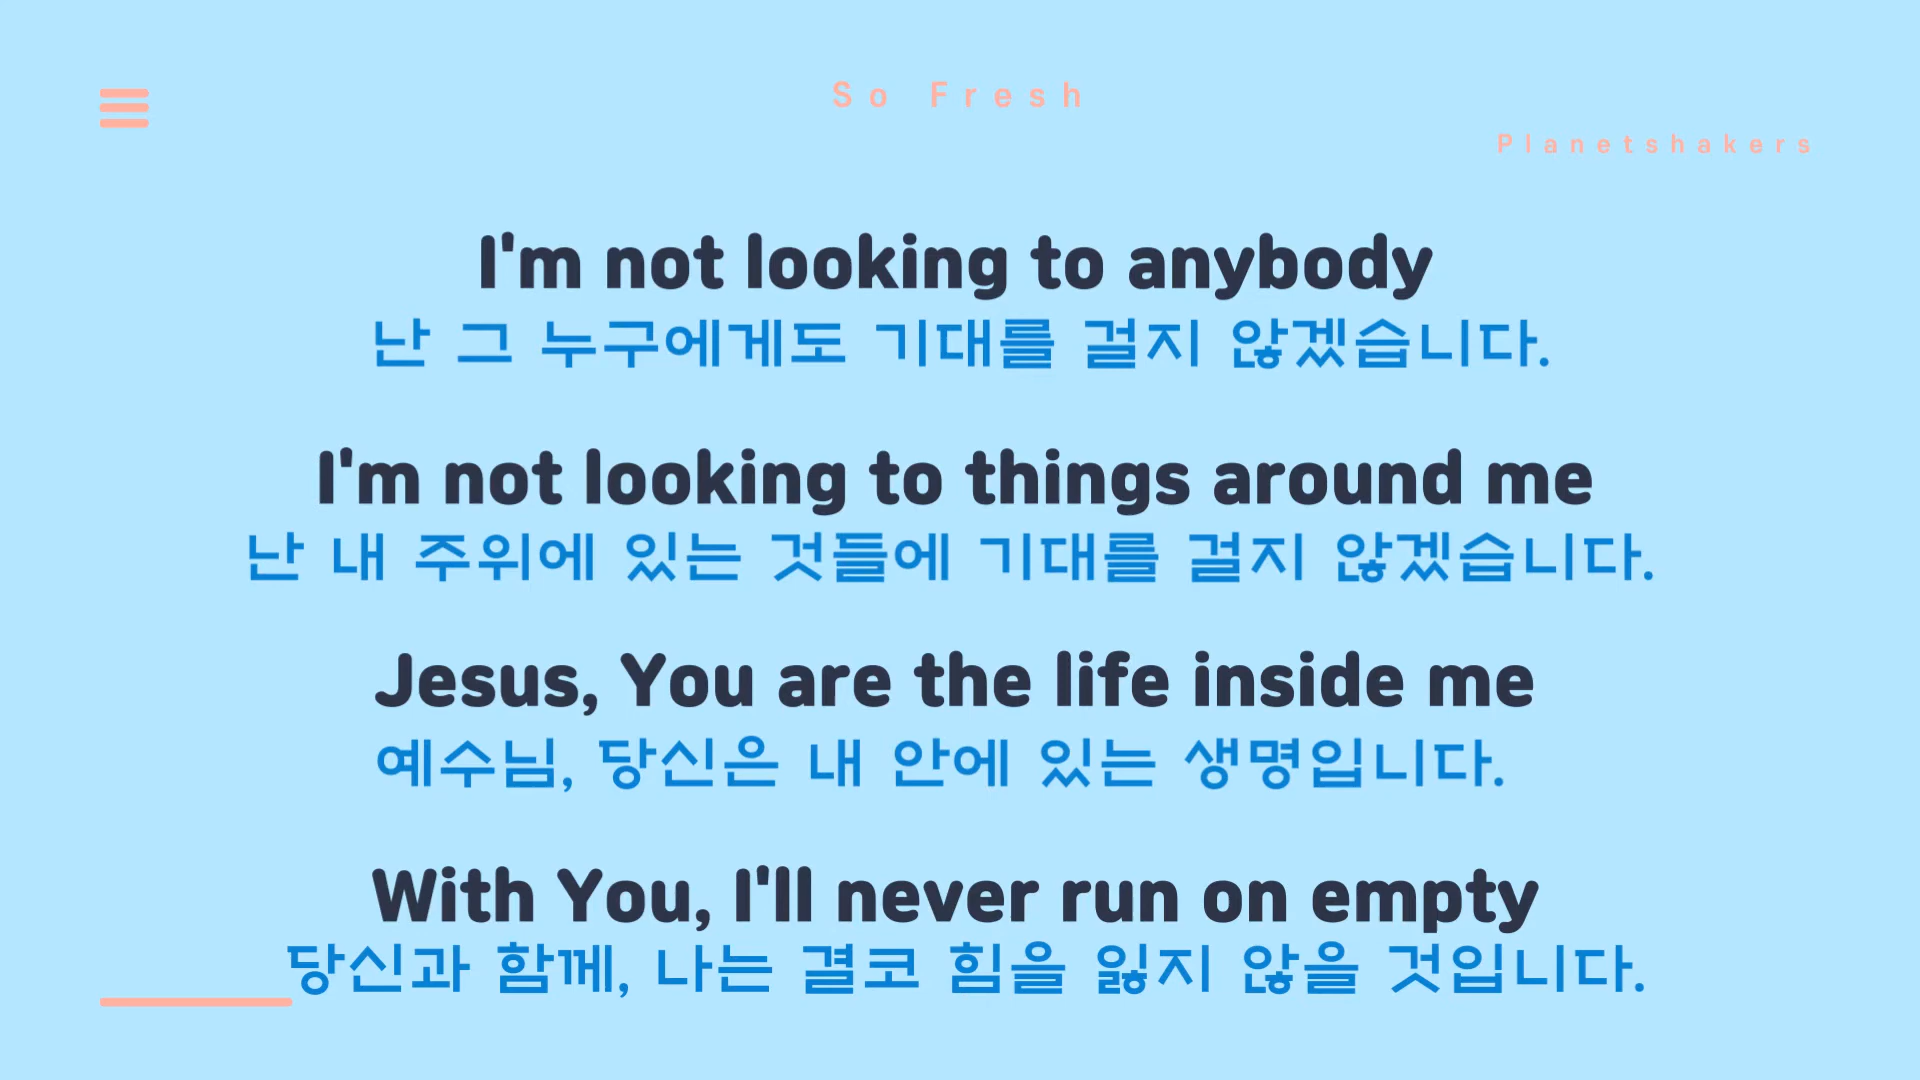 So Fresh
Planetshakers
I'm not looking to anybody
난 그 누구에게도 기대를 걸지 않겠습니다.
I'm not looking to things around me
난 내 주위에 있는 것들에 기대를 걸지 않겠습니다.
Jesus, You are the life inside me
예수님, 당신은 내 안에 있는 생명입니다.
With You, I'll never run on empty
당신과 함께, 나는 결코 힘을 잃지 않을 것입니다.